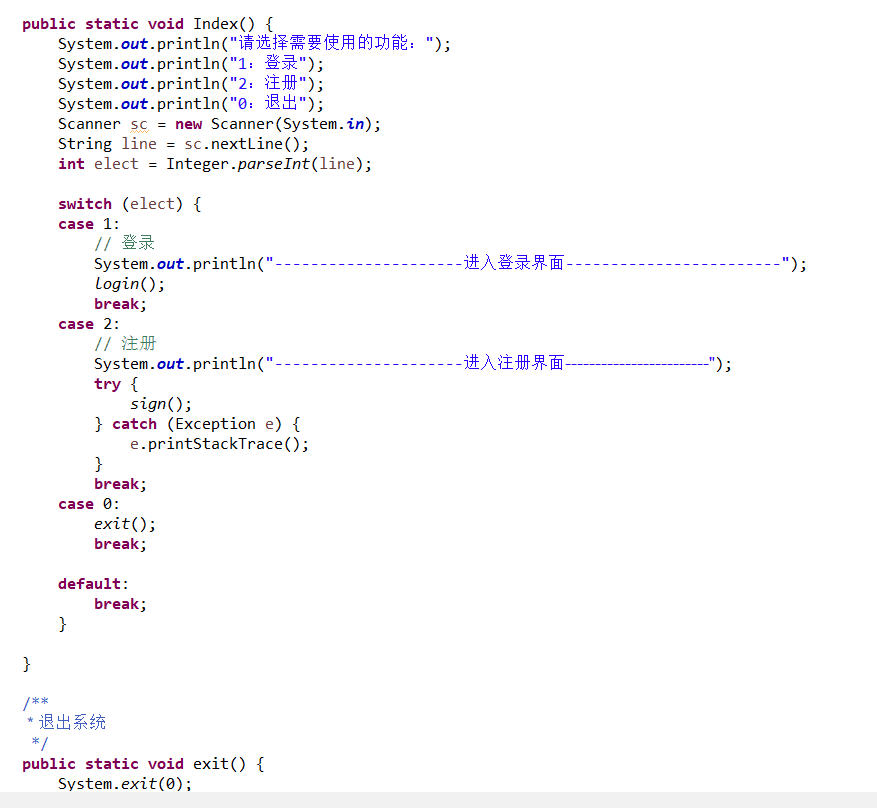 public static void Index() {
System.out.println("请选择需要使用的功能：");
System.out.println("1：登录");
System.out.println("2：注册");
System.out.println("0：退出");
Scanner sc = new Scanner(System.in);
String line = sc.nextLine();
int elect = Integer.parseInt(line);
switch (elect) {
case 1:
// 登录
System.out.println("---------------------进入登录界面------------------------");
login();
break;
case 2:
// 注册
System.out.println("---------------------进入注册界面------------------------");
try {
sign();
} catch (Exception e) {
e.printStackTrace();
}
break;
case 0:
exit();
break;
default:
break;
}
}
/**
* 退出系统
*/
public static void exit() {
System.exit(0);